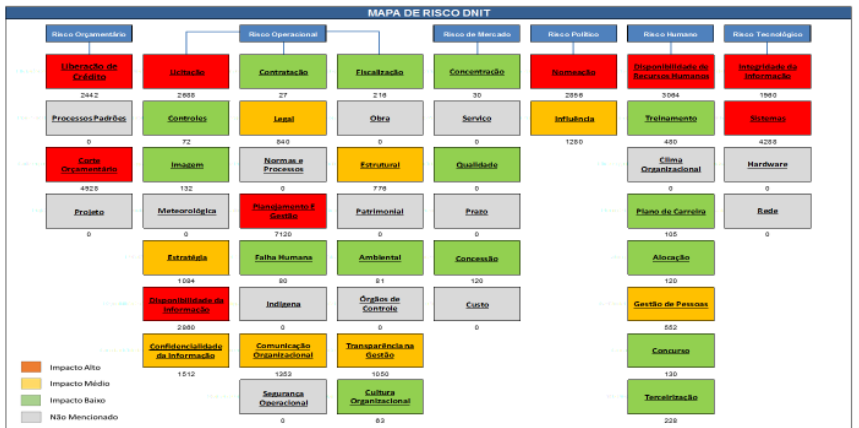 MAPA DE RISCO DNIT
Risco Orçamentário
Risco Operacional
Risco de Mercado
Risco Político
Risco Humano
Risco Tecnológico
Liberação de
Crédito
2442
Processos Padrões
0
Corte
Orçamentário
4928
Projeto
0
Licitação
2688
Controles
72
Imagem
132
Meteorológica
0
Estratégia
1084
Disponibilidade da
Informação
2860
Confidencialidade
da Informação
1512
Contratação
27
Legal
840
Normas e
Processos
0
Planejamento E
Gestão
7120
Falha Humana
80
Indígena
0
Comunicação
Organizacional
1353
Segurança
Operacional
0
Fiscalização
216
Obra
0
Estrutural
776
Patrimonial
0
Ambiental
81
Órgãos de
Controle
0
Transparência na
Gestão
1050
Cultura
Organizacional
63
Concentração
30
Serviço
0
Qualidade
0
Prazo
0
Concessão
120
Custo
0
Nomeação
2856
Influência
1280
Disponibilidade de
Recursos Humanos
3064
Treinamento
480
Clima
Organizacional
0
Plano de Carreira
105
Alocação
120
Gestão de Pessoas
552
Concurso
130
Terceirização
228
Integridade da
Informação
1960
Sistemas
4288
Hardware
0
Rede
0
Impacto Alto
Impacto Médio
Impacto Baixo
Não Mencionado